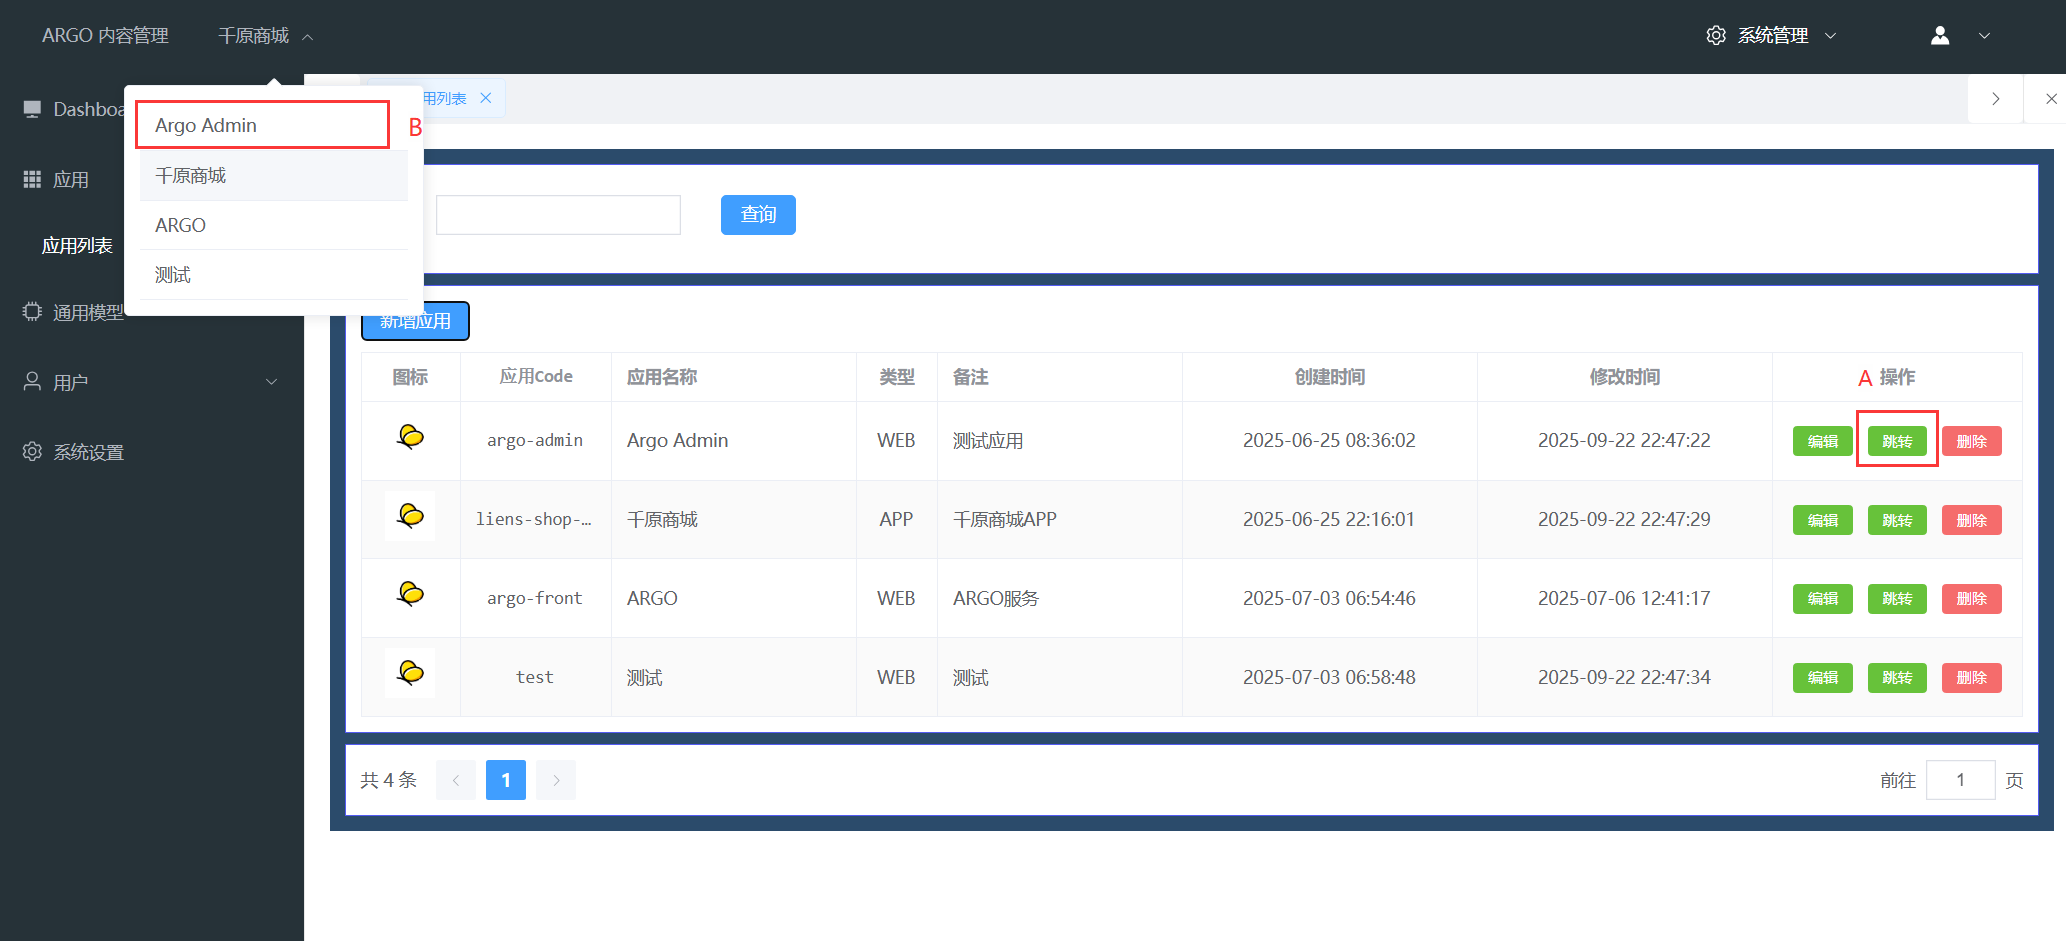 ARGO 内容管理
千原商城
系统管理
Dashboa
应用
应用列表
通用模型
用户
系统设置
Argo Admin
B
千原商城
ARGO
测试
用列表
查询
新增应用
图标 应用Code 应用名称 类型 备注 创建时间 修改时间 A 操作
argo-admin Argo Admin WEB 测试应用 2025-06-25 08:36:02 2025-09-22 22:47:22 编辑 跳转 删除
liens-shop-... 千原商城 APP 千原商城APP 2025-06-25 22:16:01 2025-09-22 22:47:29 编辑 跳转 删除
argo-front ARGO WEB ARGO服务 2025-07-03 06:54:46 2025-07-06 12:41:17 编辑 跳转 删除
test 测试 WEB 测试 2025-07-03 06:58:48 2025-09-22 22:47:34 编辑 跳转 删除
共 4 条 1 前往 1 页